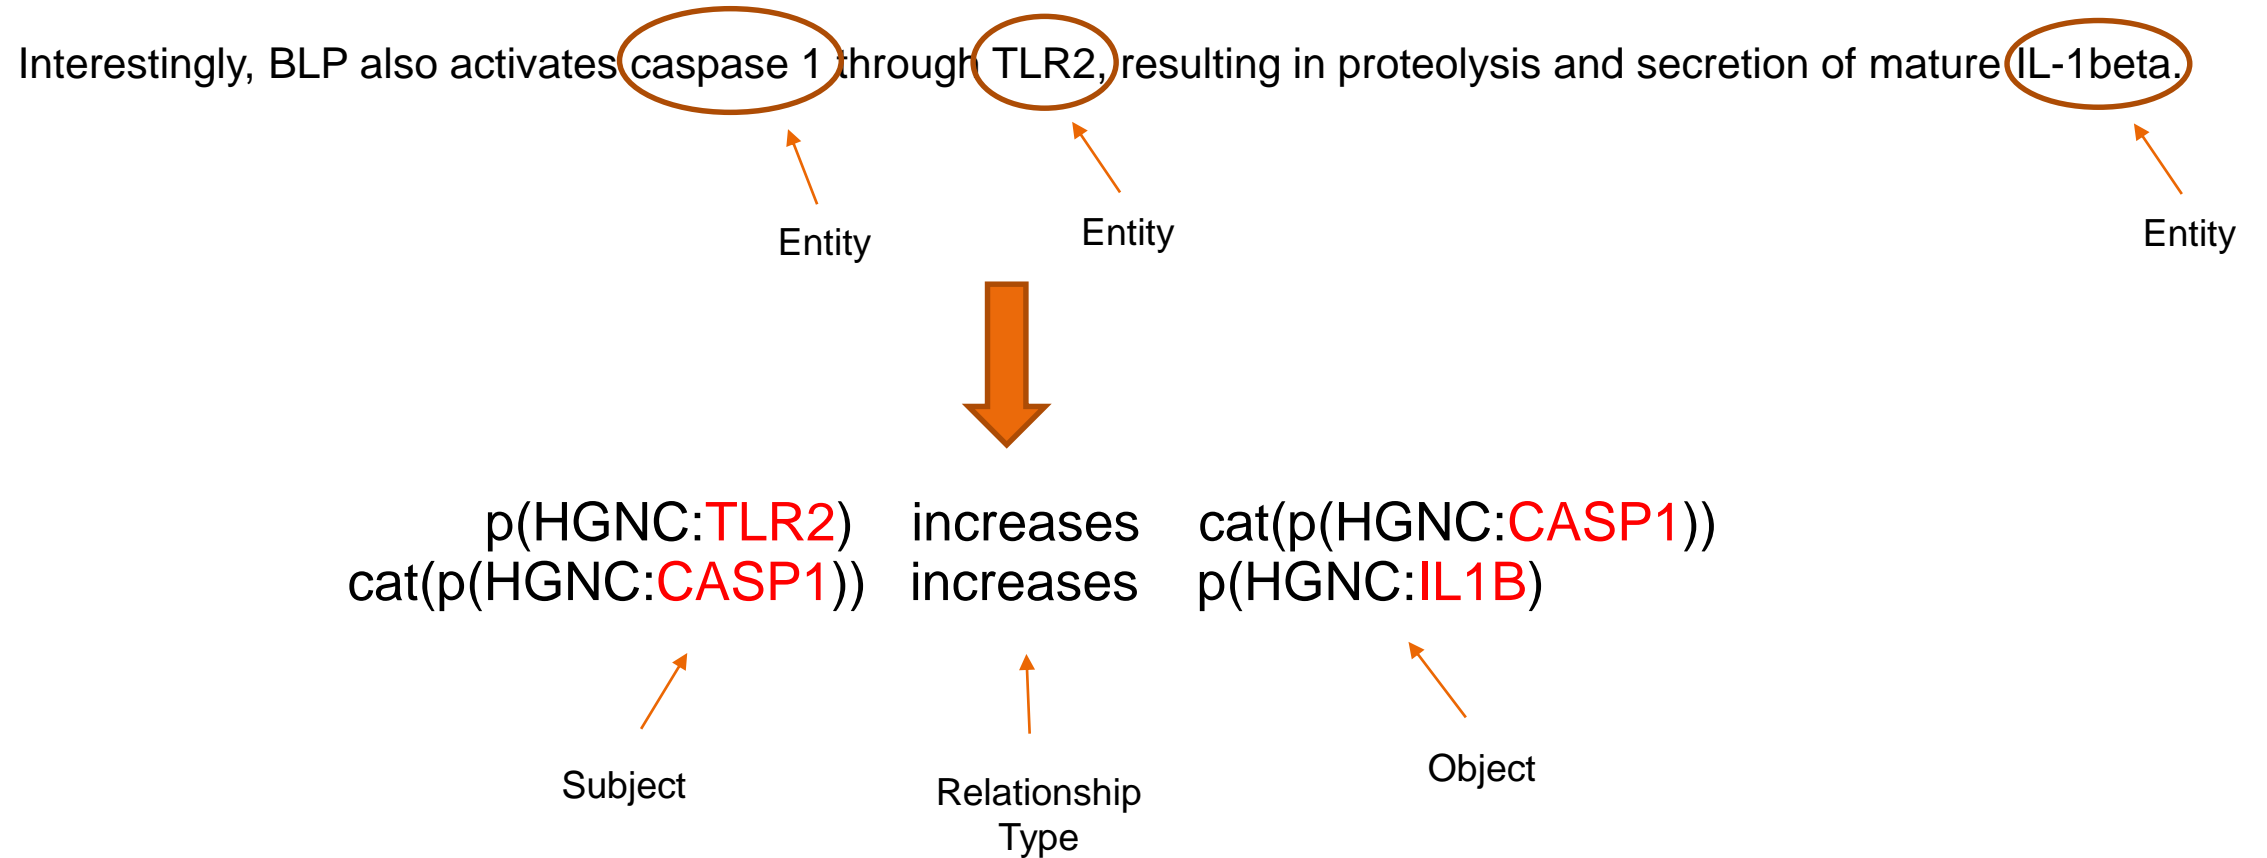 Interestingly, BLP also activates caspase 1 through TLR2, resulting in proteolysis and secretion of mature IL-1beta.
Entity
Entity
Entity
p(HGNC:TLR2) increases cat(p(HGNC:CASP1))
cat(p(HGNC:CASP1)) increases p(HGNC:IL1B)
Subject
Relationship
Type
Object